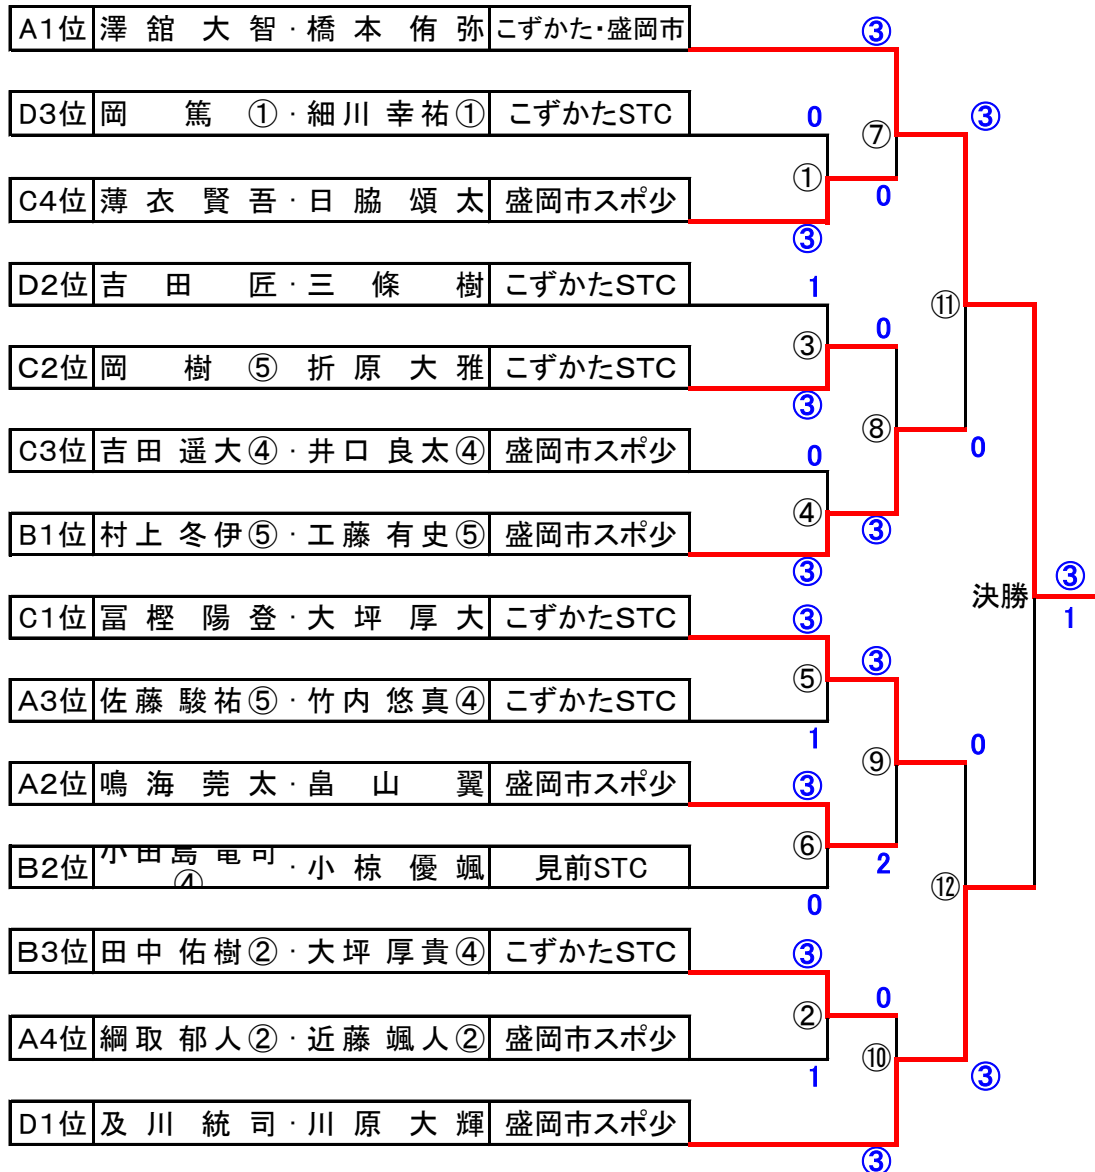 A1位 澤舘大智・橋本侑弥 こずかた・盛岡市 ③
D3位 岡篤①・細川幸祐① こずかたSTC 0 ⑦ ③
①
C4位 薄衣賢吾・日脇頌太 盛岡市スポ少 0
③
D2位 吉田匠・三條樹 こずかたSTC 1
⑪
③ 0
C2位 岡樹⑤ 折原大雅 こずかたSTC
③
⑧
C3位 吉田遥大④・井口良太④ 盛岡市スポ少 0 0
④
B1位 村上冬伊⑤・工藤有史⑤ 盛岡市スポ少 ③
③
決勝 ③
C1位 冨樫陽登・大坪厚大 こずかたSTC ③ 1
⑤ ③
A3位 佐藤駿祐⑤・竹内悠真④ こずかたSTC
1 0
⑨
A2位 鳴海莞太・畠山翼 盛岡市スポ少 ③
⑥
B2位 小田島竜司④・小椋優颯 見前STC 2
⑫
0
B3位 田中佑樹②・大坪厚貴④ こずかたSTC ③
0
②
A4位 綱取郁人②・近藤颯人② 盛岡市スポ少
⑩
1 ③
D1位 及川統司・川原大輝 盛岡市スポ少
③